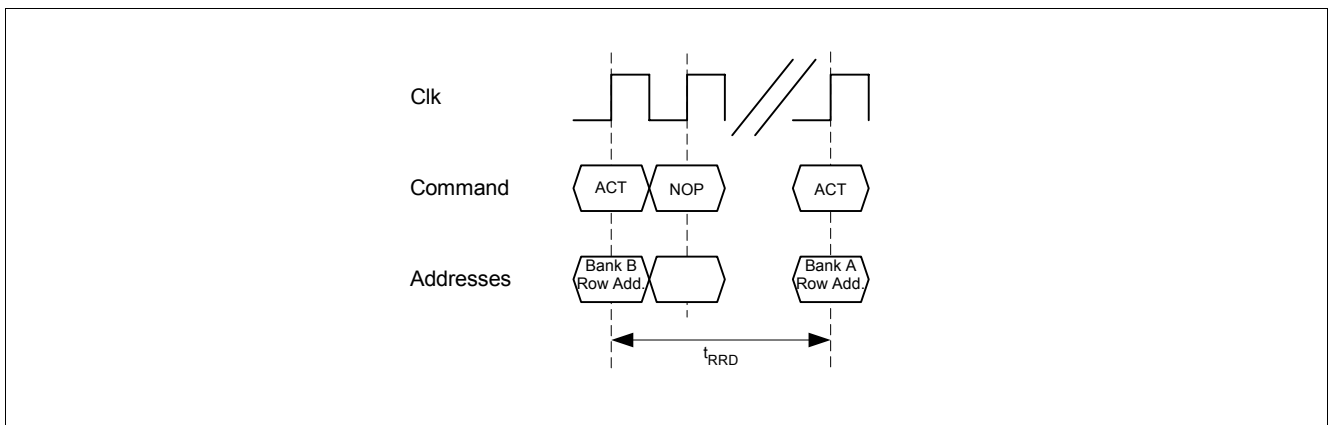 Clk
Command
ACT
NOP
ACT
Addresses
Bank B
Row Add.
Bank A
Row Add.
tRRD